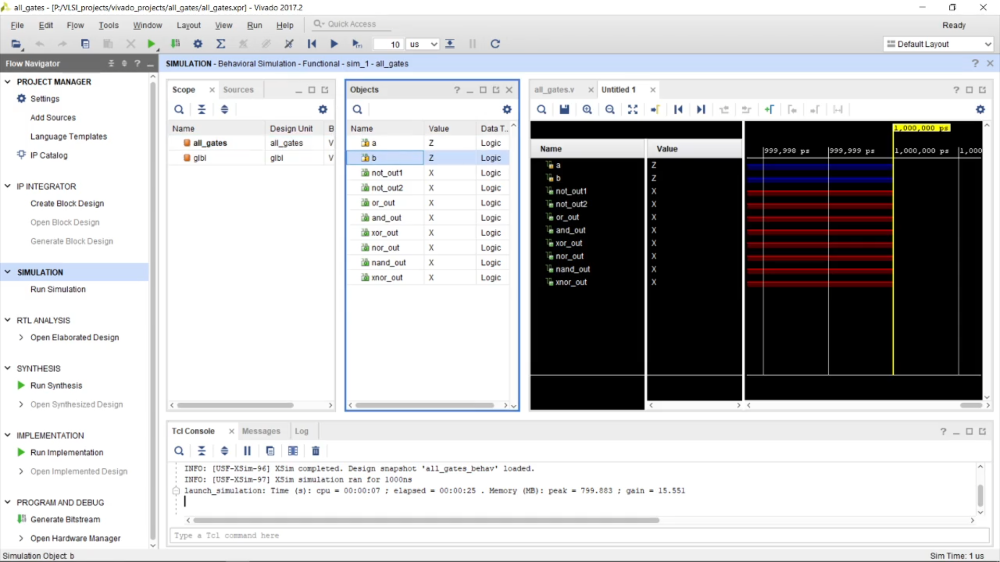 all_gates - [P:/VLSI_projects/vivado_projects/all_gates/all_gates.xpr] - Vivado 2017.2
File Edit Flow Tools Window Layout View Run Help Quick Access Ready
10 us Default Layout
Flow Navigator
SIMULATION - Behavioral Simulation - Functional - sim_1 - all_gates
PROJECT MANAGER
Settings
Add Sources
Language Templates
IP Catalog
IP INTEGRATOR
Create Block Design
Open Block Design
Generate Block Design
SIMULATION
Run Simulation
RTL ANALYSIS
Open Elaborated Design
SYNTHESIS
Run Synthesis
Open Synthesized Design
IMPLEMENTATION
Run Implementation
Open Implemented Design
PROGRAM AND DEBUG
Generate Bitstream
Open Hardware Manager
Scope Sources
Name Design Unit B
all_gates all_gates V
glbl glbl V
Objects
Name Value Data T...
a Z Logic
b Z Logic
not_out1 X Logic
not_out2 X Logic
or_out X Logic
and_out X Logic
xor_out X Logic
nor_out X Logic
nand_out X Logic
xnor_out X Logic
all_gates.v Untitled 1
1,000,000 ps
Name Value
999,998 ps 999,999 ps 1,000,000 ps 1,000
a Z
b Z
not_out1 X
not_out2 X
or_out X
and_out X
xor_out X
nor_out X
nand_out X
xnor_out X
Tcl Console Messages Log
INFO: [USF-XSim-96] XSim completed. Design snapshot 'all_gates_behav' loaded.
INFO: [USF-XSim-97] XSim simulation ran for 1000ns
launch_simulation: Time (s): cpu = 00:00:07 ; elapsed = 00:00:25 . Memory (MB): peak = 799.883 ; gain = 15.551
Type a Tcl command here
Simulation Object: b
Sim Time: 1 us